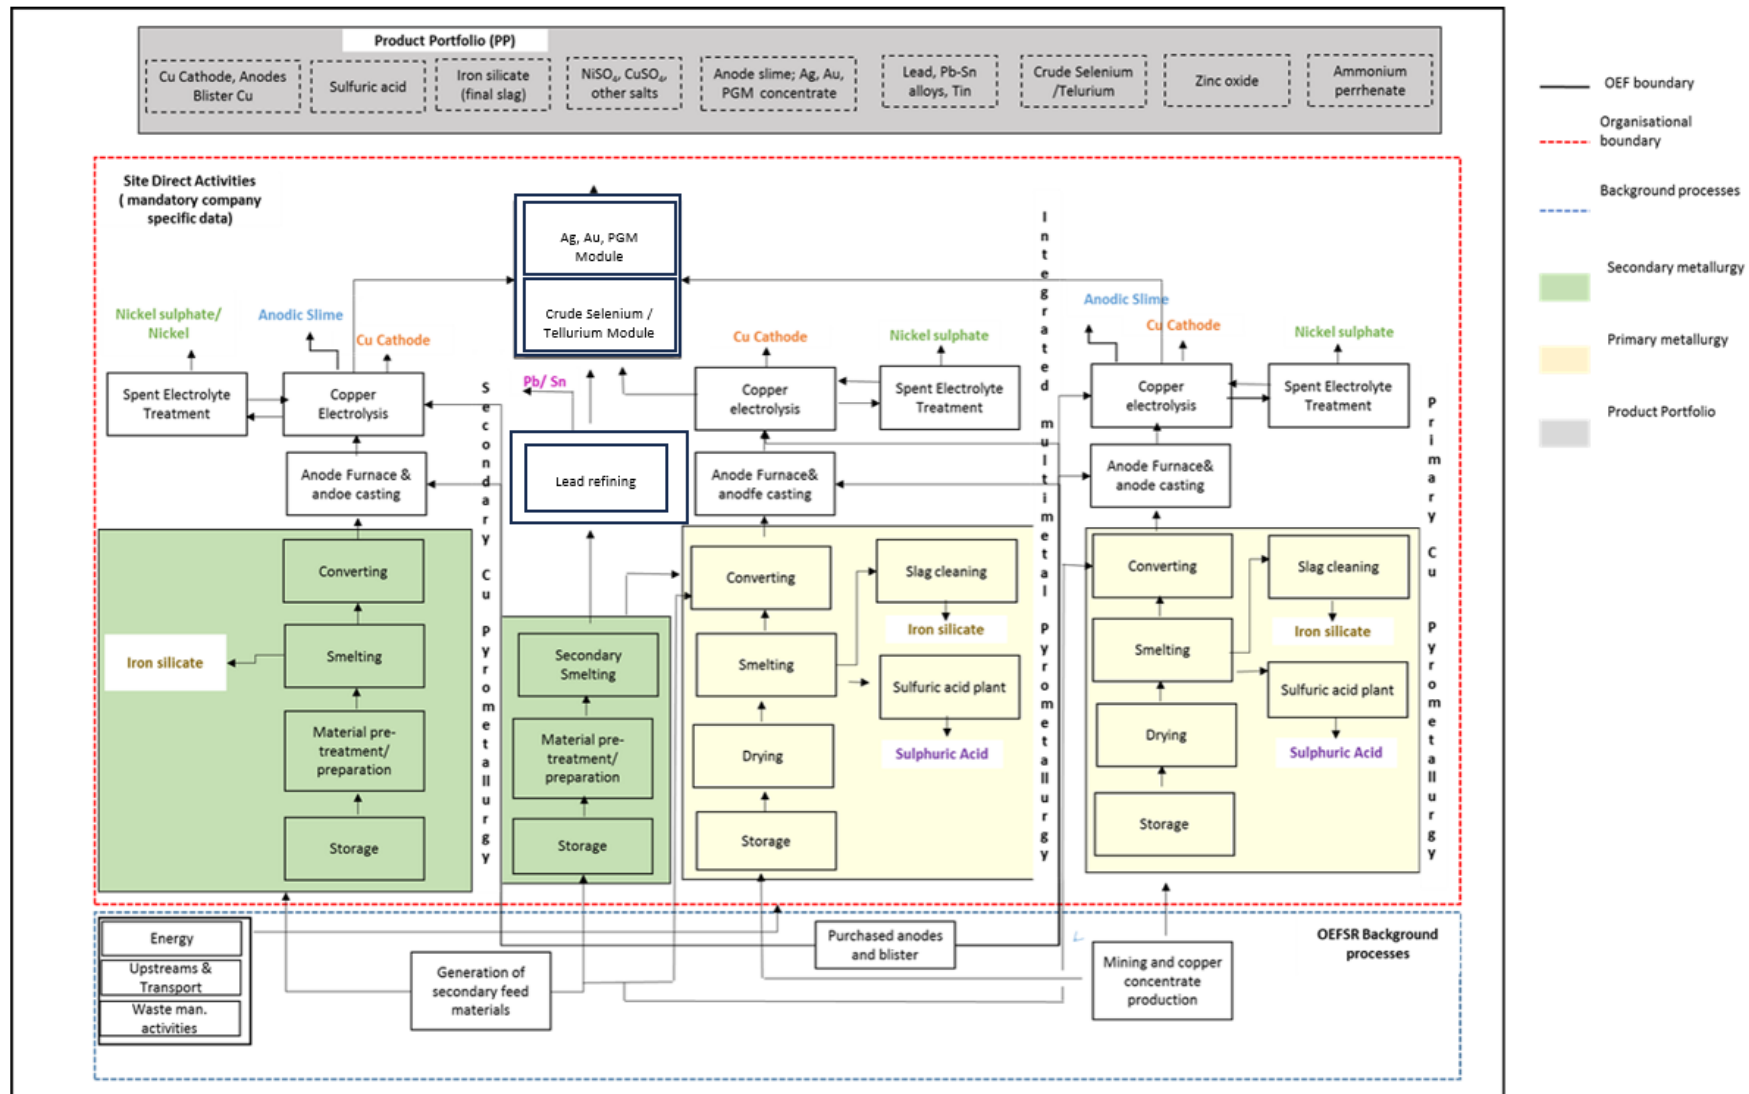 Product Portfolio (PP)
Cu Cathode, Anodes
Blister Cu
Sulfuric acid
Iron silicate
(final slag)
NiSO₄, CuSO₄,
other salts
Anode slime; Ag, Au,
PGM concentrate
Lead, Pb-Sn
alloys, Tin
Crude Selenium
/Telurium
Zinc oxide
Ammonium
perrhenate
OEF boundary
Organisational
boundary
Background processes
Secondary metallurgy
Primary metallurgy
Product Portfolio
Site Direct Activities
( mandatory company
specific data)
Ag, Au, PGM
Module
Crude Selenium /
Tellurium Module
Nickel sulphate/
Nickel
Anodic Slime
Cu Cathode
Spent Electrolyte
Treatment
Copper
Electrolysis
Anode Furnace &
andoe casting
Converting
Smelting
Iron silicate
Material pre-
treatment/
preparation
Storage
Secondary Cu Pyrometallurgy
Pb/ Sn
Lead refining
Secondary
Smelting
Material pre-
treatment/
preparation
Storage
Cu Cathode
Nickel sulphate
Copper
electrolysis
Spent Electrolyte
Treatment
Anode Furnace&
anodfe casting
Converting
Slag cleaning
Iron silicate
Smelting
Sulfuric acid plant
Sulphuric Acid
Drying
Storage
Integrated multimetal Pyrometallurgy
Anodic Slime
Cu Cathode
Nickel sulphate
Copper
electrolysis
Spent Electrolyte
Treatment
Anode Furnace&
anode casting
Converting
Slag cleaning
Iron silicate
Smelting
Sulfuric acid plant
Sulphuric Acid
Drying
Storage
Primary Cu Pyrometallurgy
Energy
Upstreams &
Transport
Waste man.
activities
Generation of
secondary feed
materials
Purchased anodes
and blister
Mining and copper
concentrate
production
OEFSR Background
processes